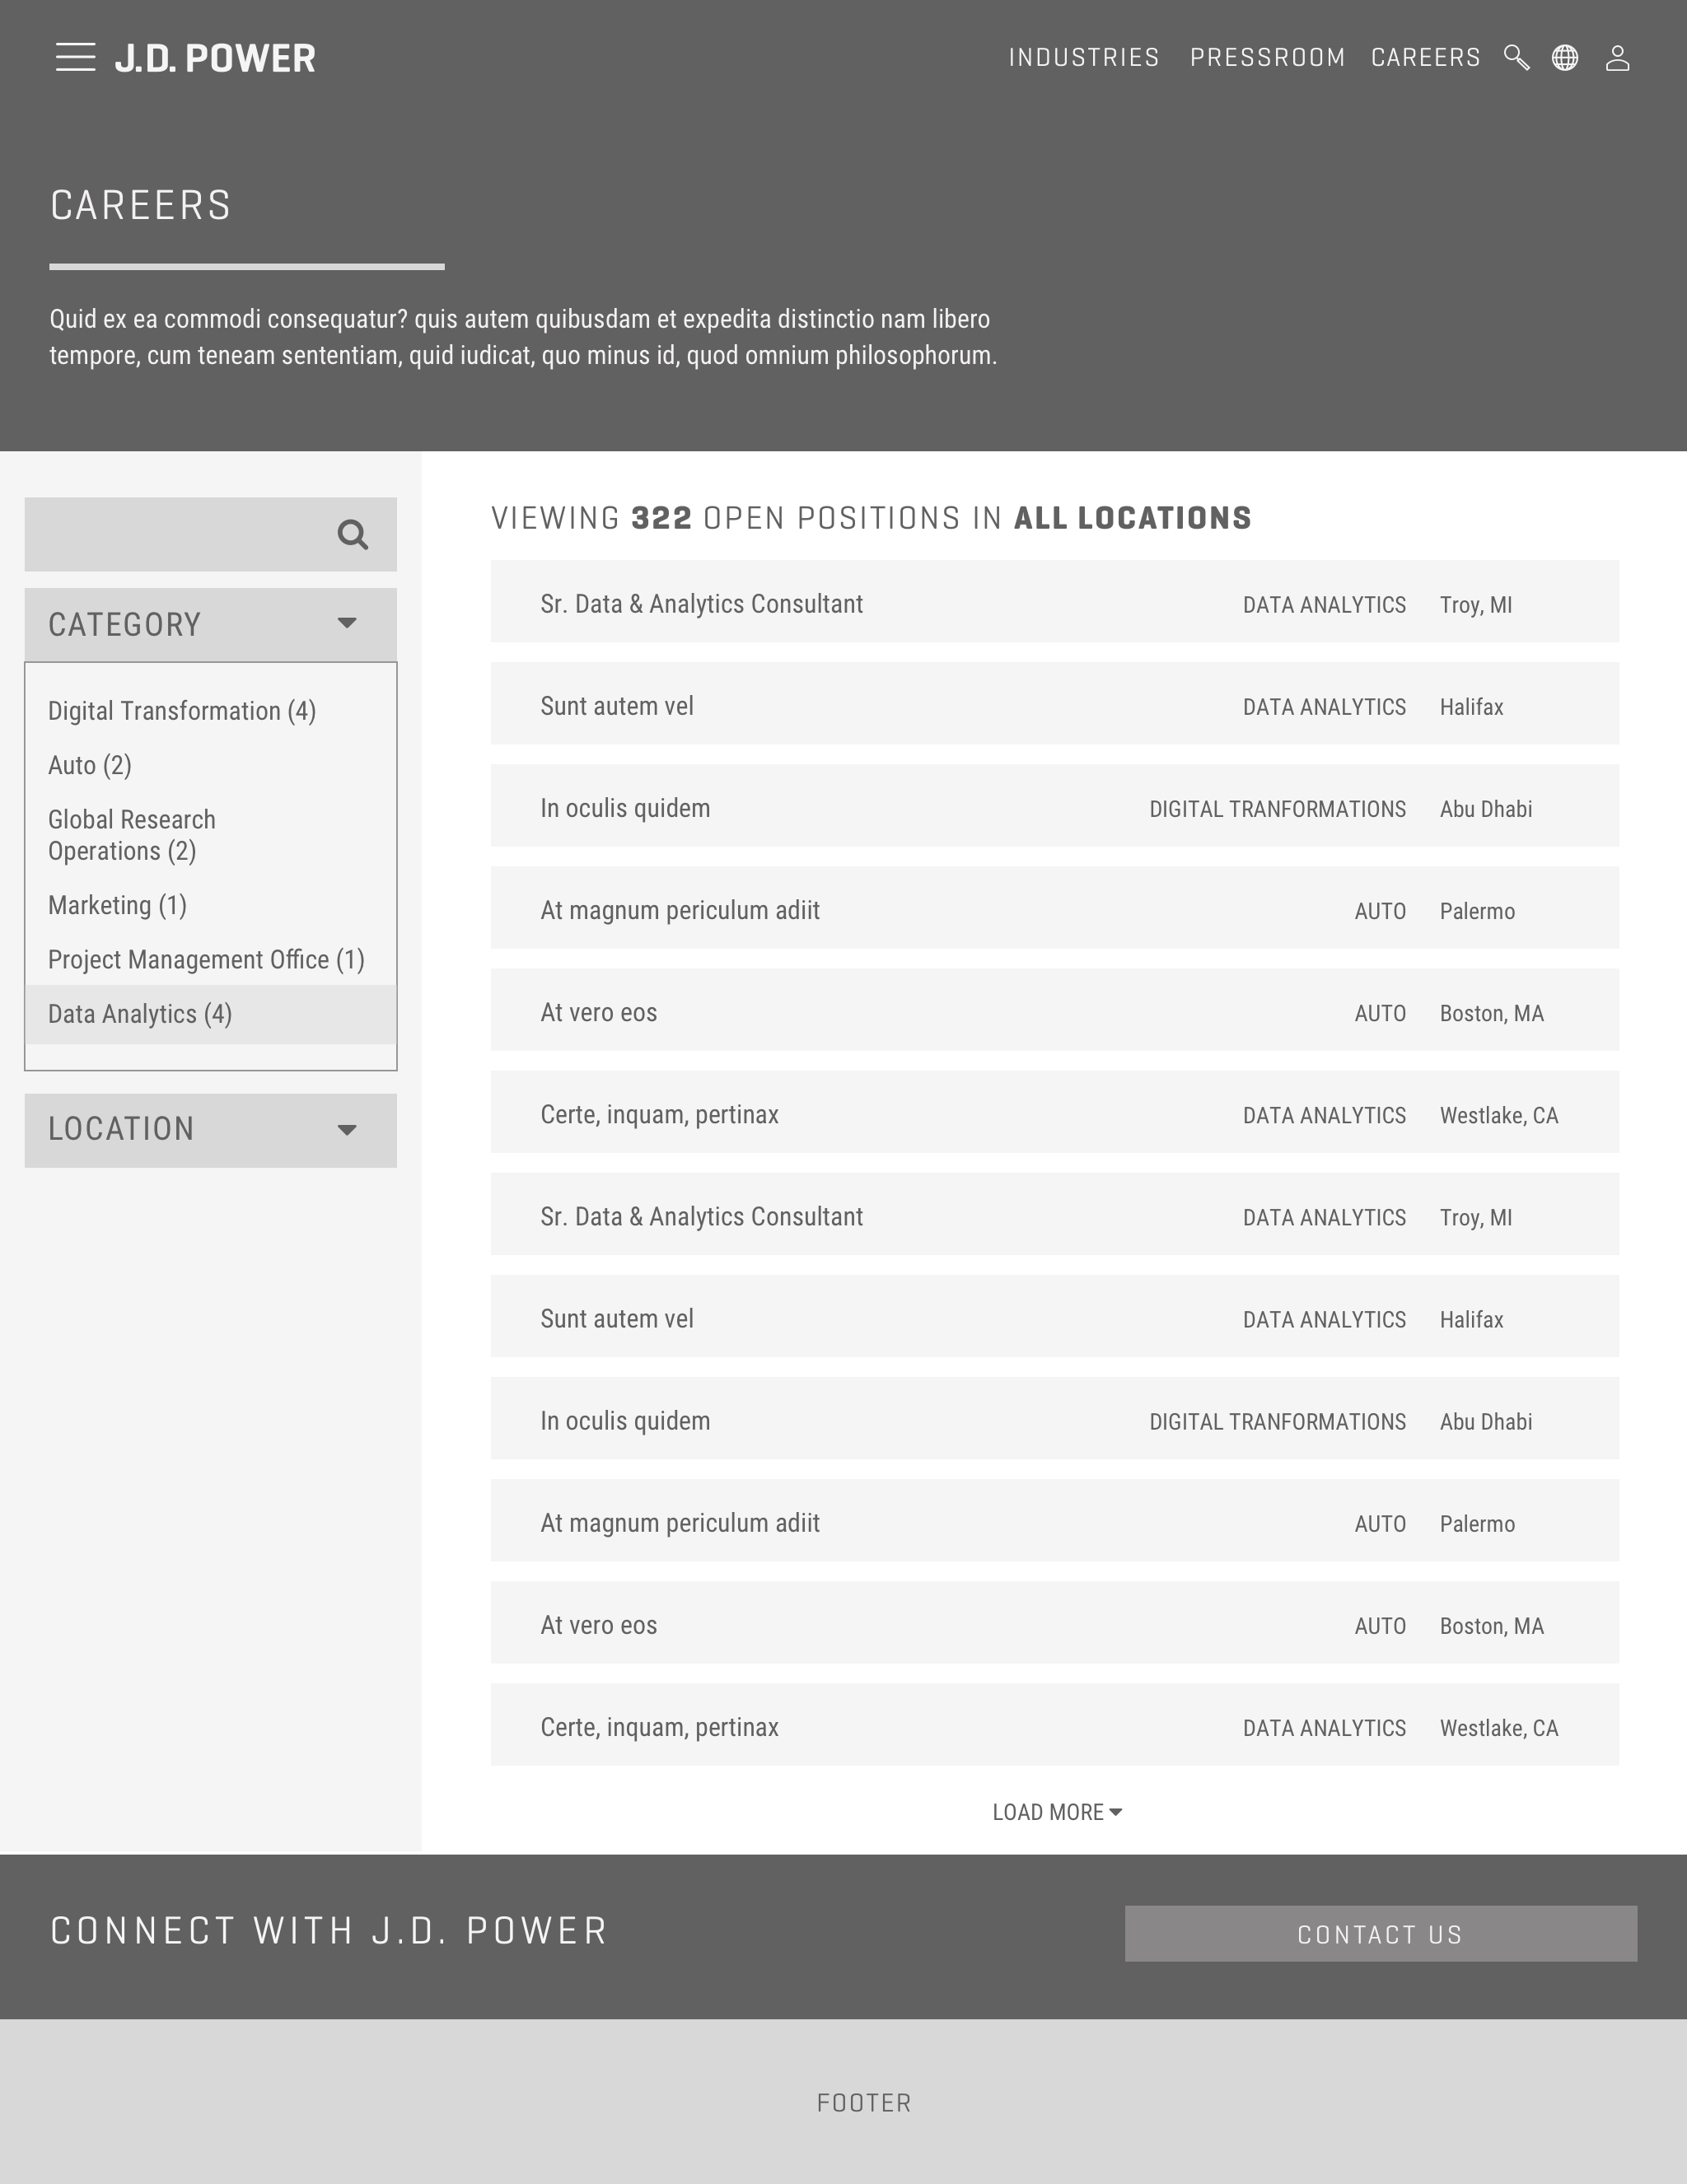 J.D. POWER
INDUSTRIES PRESSROOM CAREERS
CAREERS
Quid ex ea commodi consequatur? quis autem quibusdam et expedita distinctio nam libero
tempore, cum teneam sententiam, quid iudicat, quo minus id, quod omnium philosophorum.
CATEGORY
Digital Transformation (4)
Auto (2)
Global Research
Operations (2)
Marketing (1)
Project Management Office (1)
Data Analytics (4)
LOCATION
VIEWING 322 OPEN POSITIONS IN ALL LOCATIONS
Sr. Data & Analytics Consultant DATA ANALYTICS Troy, MI
Sunt autem vel DATA ANALYTICS Halifax
In oculis quidem DIGITAL TRANFORMATIONS Abu Dhabi
At magnum periculum adiit AUTO Palermo
At vero eos AUTO Boston, MA
Certe, inquam, pertinax DATA ANALYTICS Westlake, CA
Sr. Data & Analytics Consultant DATA ANALYTICS Troy, MI
Sunt autem vel DATA ANALYTICS Halifax
In oculis quidem DIGITAL TRANFORMATIONS Abu Dhabi
At magnum periculum adiit AUTO Palermo
At vero eos AUTO Boston, MA
Certe, inquam, pertinax DATA ANALYTICS Westlake, CA
LOAD MORE
CONNECT WITH J.D. POWER
CONTACT US
FOOTER